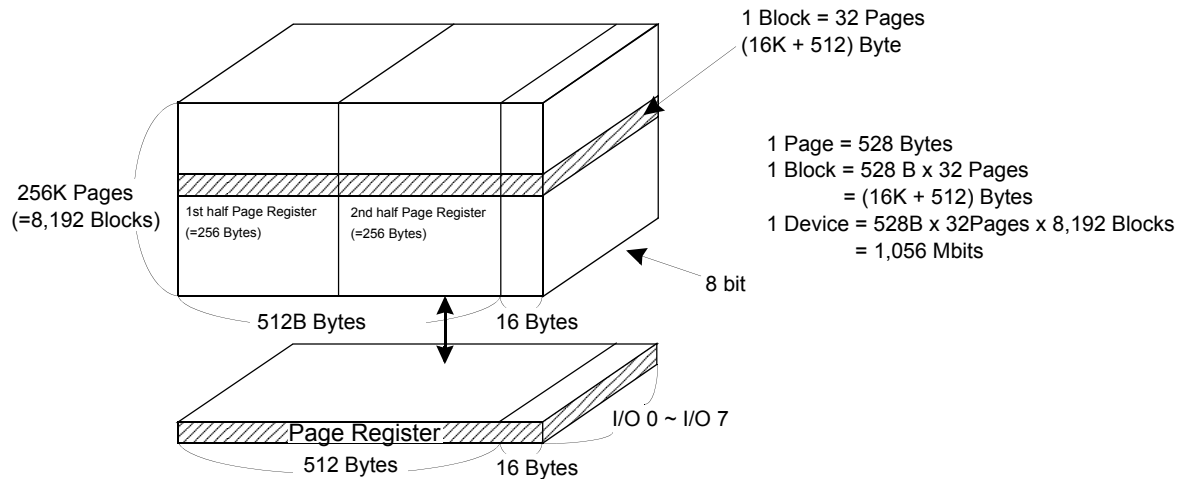 1 Block = 32 Pages
(16K + 512) Byte
1 Page = 528 Bytes
1 Block = 528 B x 32 Pages
= (16K + 512) Bytes
1 Device = 528B x 32Pages x 8,192 Blocks
= 1,056 Mbits
256K Pages
(=8,192 Blocks)
1st half Page Register
(=256 Bytes)
2nd half Page Register
(=256 Bytes)
8 bit
512B Bytes
16 Bytes
I/O 0 ~ I/O 7
Page Register
512 Bytes
16 Bytes